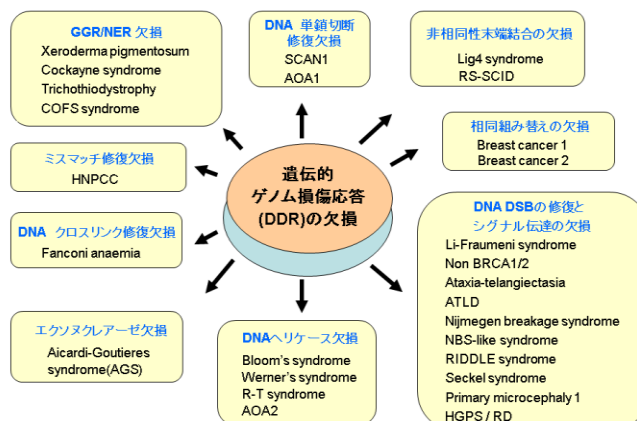 GGR/NER 欠損
Xeroderma pigmentosum
Cockayne syndrome
Trichothiodystrophy
COFS syndrome
DNA 単鎖切断
修復欠損
SCAN1
AOA1
非相同性末端結合の欠損
Lig4 syndrome
RS-SCID
相同組み替えの欠損
Breast cancer 1
Breast cancer 2
ミスマッチ修復欠損
HNPCC
遺伝的
ゲノム損傷応答
(DDR)の欠損
DNA クロスリンク修復欠損
Fanconi anaemia
DNA DSBの修復と
シグナル伝達の欠損
Li-Fraumeni syndrome
Non BRCA1/2
Ataxia-telangiectasia
ATLD
Nijmegen breakage syndrome
NBS-like syndrome
RIDDLE syndrome
Seckel syndrome
Primary microcephaly 1
HGPS / RD
エクソヌクレアーゼ欠損
Aicardi-Goutieres
syndrome(AGS)
DNAヘリケース欠損
Bloom's syndrome
Werner's syndrome
R-T syndrome
AOA2